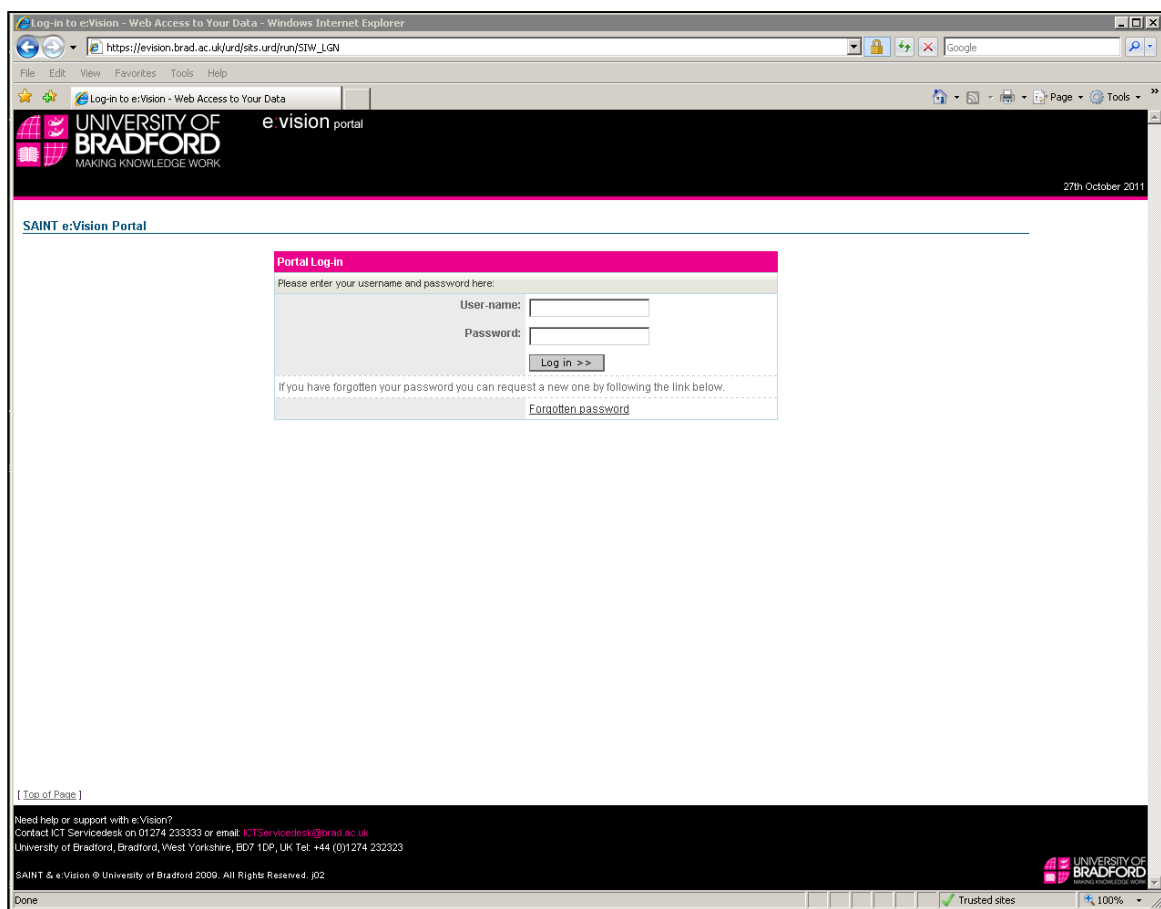 Log-in to e:Vision - Web Access to Your Data - Windows Internet Explorer
https://evision.brad.ac.uk/urd/sits.urd/run/SIW_LGN
Google
File Edit View Favorites Tools Help
Log-in to e:Vision - Web Access to Your Data
Page Tools
UNIVERSITY OF
BRADFORD
MAKING KNOWLEDGE WORK
e:vision portal
27th October 2011
SAINT e:Vision Portal
Portal Log-in
Please enter your username and password here:
User-name:
Password:
Log in >>
If you have forgotten your password you can request a new one by following the link below.
Forgotten password
[ Top of Page ]
Need help or support with e:Vision?
Contact ICT Servicedesk on 01274 233333 or email: ICTServicedesk@brad.ac.uk
University of Bradford, Bradford, West Yorkshire, BD7 1DP, UK Tel: +44 (0)1274 232323
SAINT & e:Vision © University of Bradford 2009. All Rights Reserved. j02
UNIVERSITY OF
BRADFORD
MAKING KNOWLEDGE WORK
Done
Trusted sites
100%